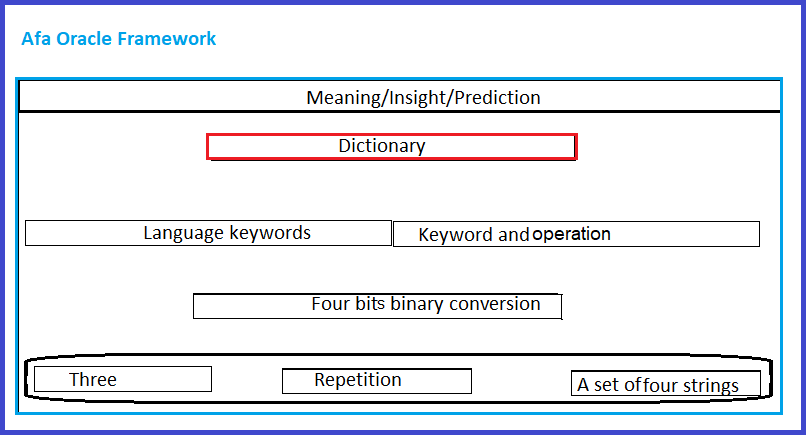 Afa Oracle Framework
Meaning/Insight/Prediction
Dictionary
Language keywords
Keyword and operation
Four bits binary conversion
Three
Repetition
A set of four strings